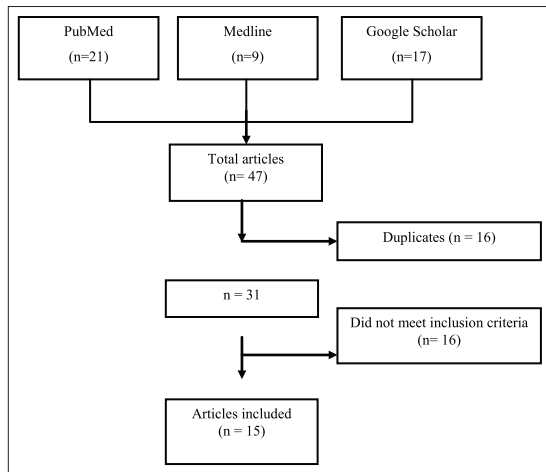 PubMed
(n=21)
Medline
(n=9)
Google Scholar
(n=17)
Total articles
(n= 47)
Duplicates (n = 16)
n = 31
Did not meet inclusion criteria
(n= 16)
Articles included
(n = 15)